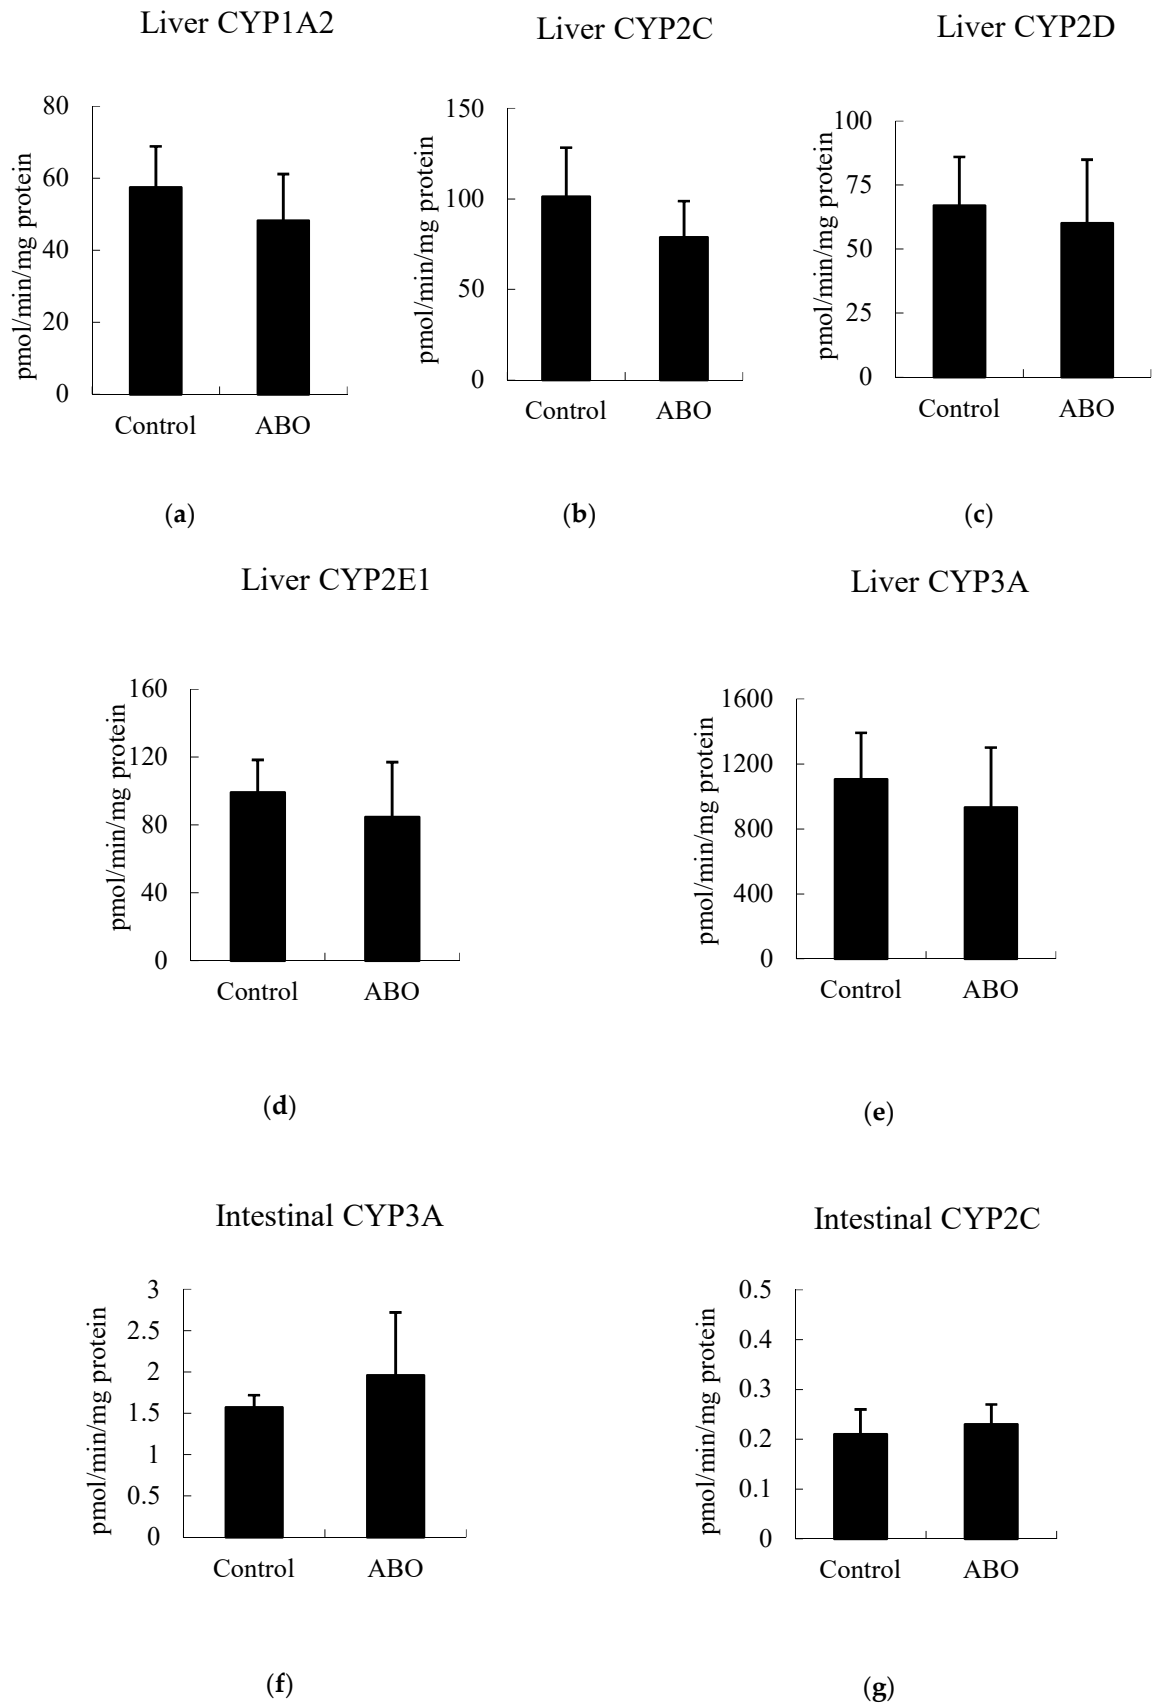 Liver CYP1A2
Liver CYP2C
Liver CYP2D
pmol/min/mg protein
80
60
40
20
0
Control ABO
pmol/min/mg protein
150
100
50
0
Control ABO
pmol/min/mg protein
100
75
50
25
0
Control ABO
(a)
(b)
(c)
Liver CYP2E1
Liver CYP3A
pmol/min/mg protein
160
120
80
40
0
Control ABO
pmol/min/mg protein
1600
1200
800
400
0
Control ABO
(d)
(e)
Intestinal CYP3A
Intestinal CYP2C
pmol/min/mg protein
3
2.5
2
1.5
1
0.5
0
Control ABO
pmol/min/mg protein
0.5
0.4
0.3
0.2
0.1
0
Control ABO
(f)
(g)